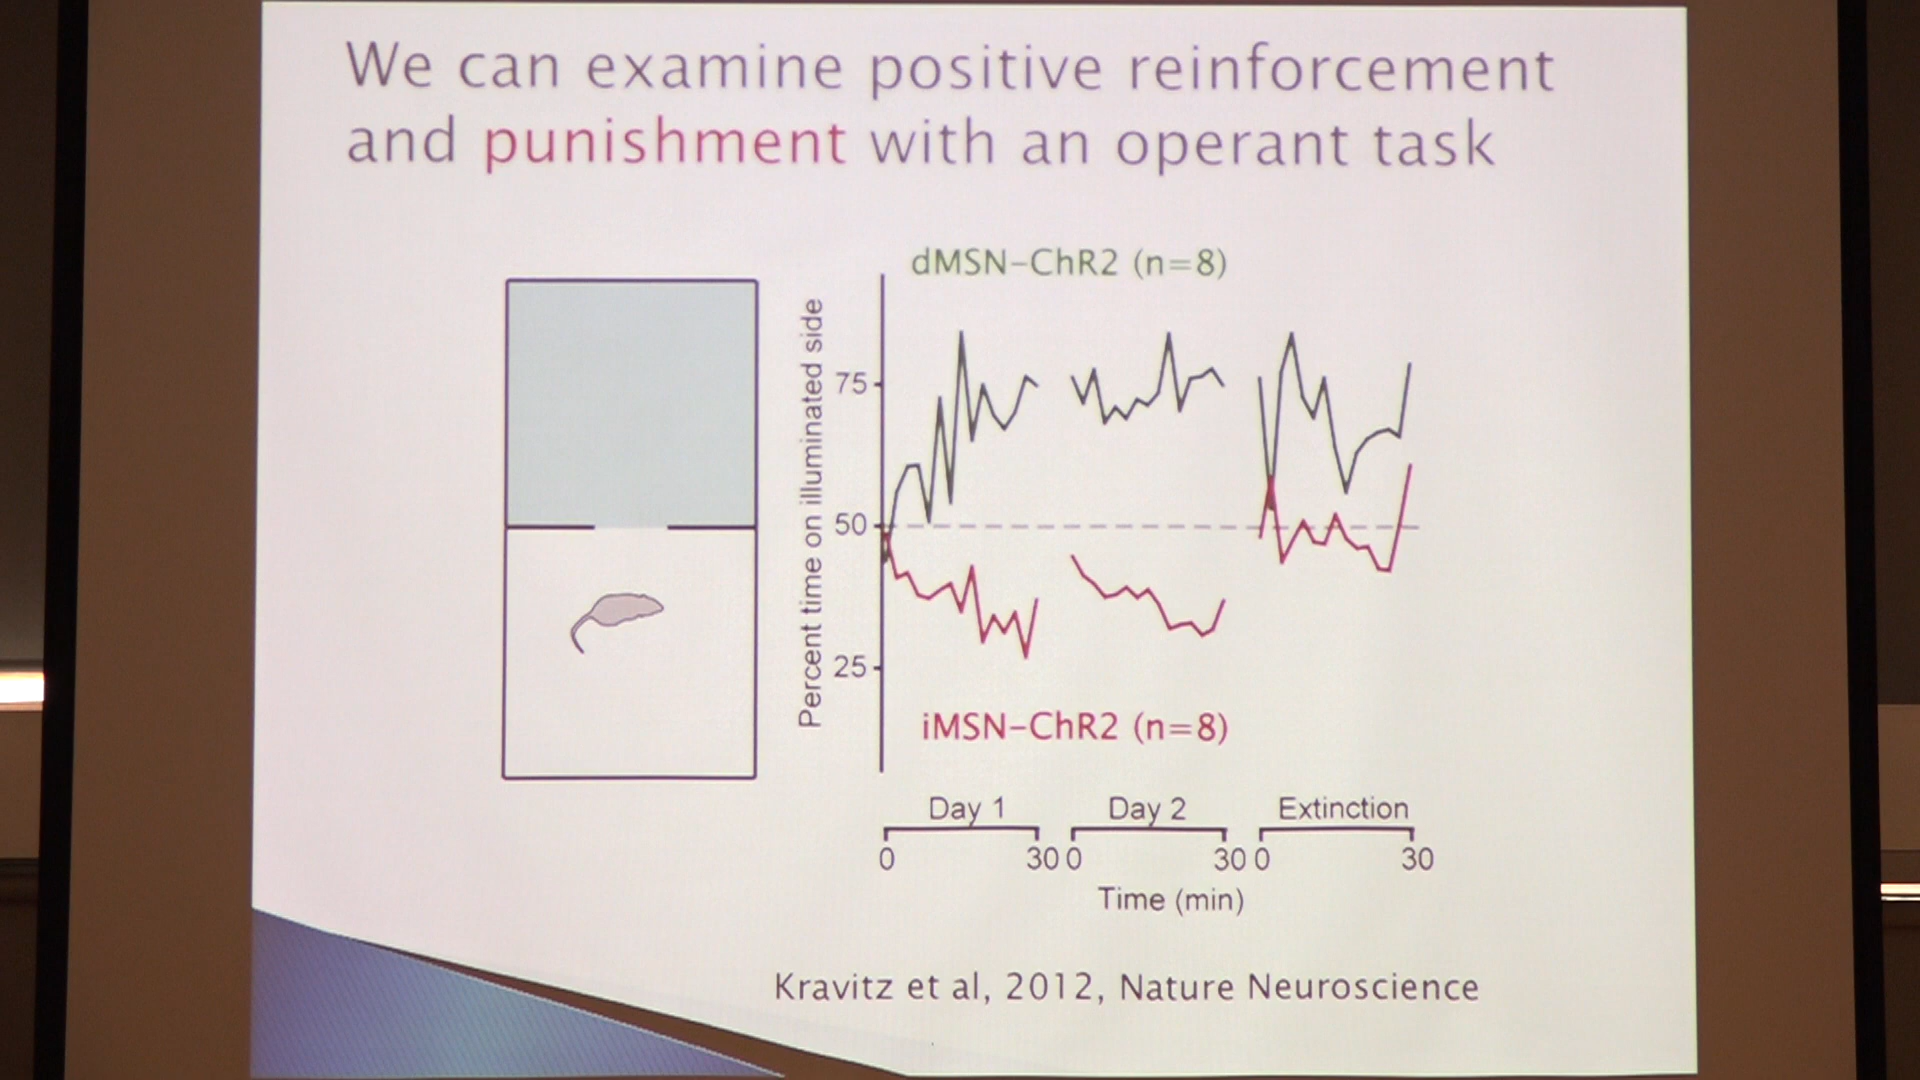 We can examine positive reinforcement
and punishment with an operant task
dMSN-ChR2 (n=8)
Percent time on illuminated side
75
50
25
iMSN-ChR2 (n=8)
Day 1
Day 2
Extinction
0
30
0
30
0
30
Time (min)
Kravitz et al, 2012, Nature Neuroscience